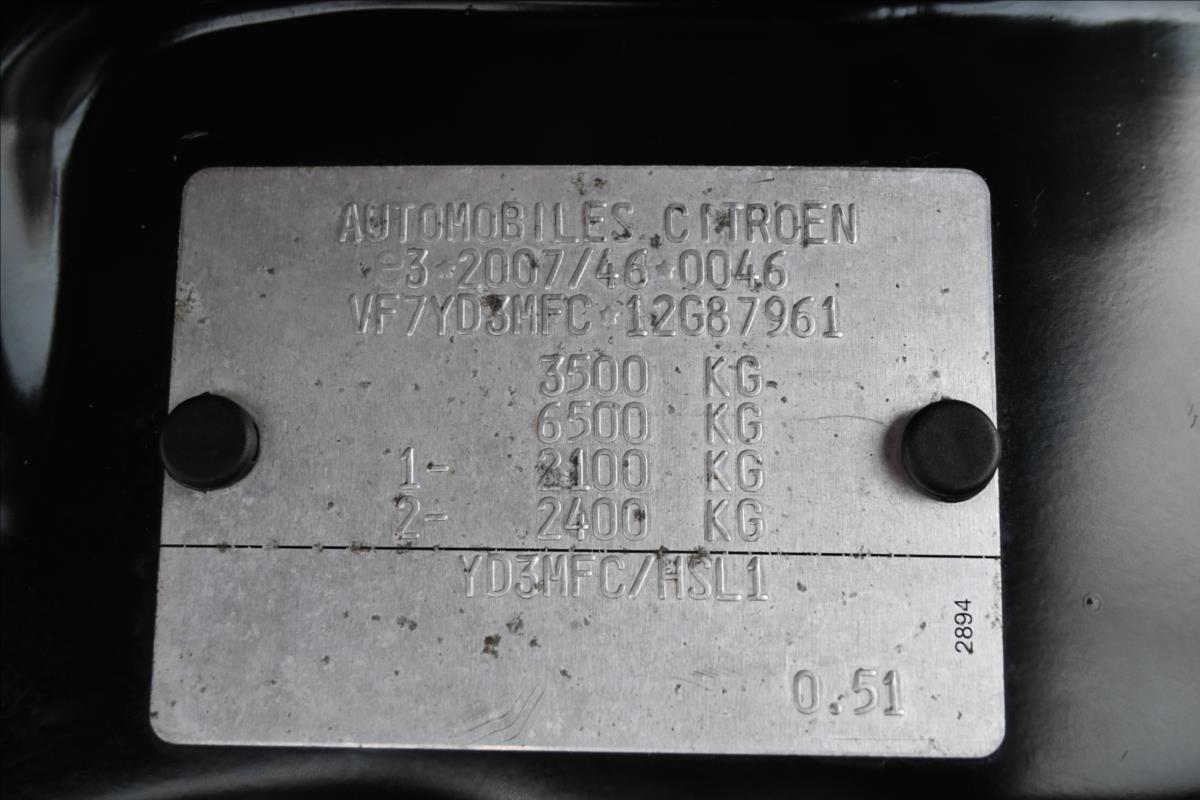 AUTOMOBILES CITROEN
e3*2007/46*0046
VF7YD3MFC*12G87961
3500 KG
6500 KG
1- 2100 KG
2- 2400 KG
YD3MFC/HSL1
2894
0.51